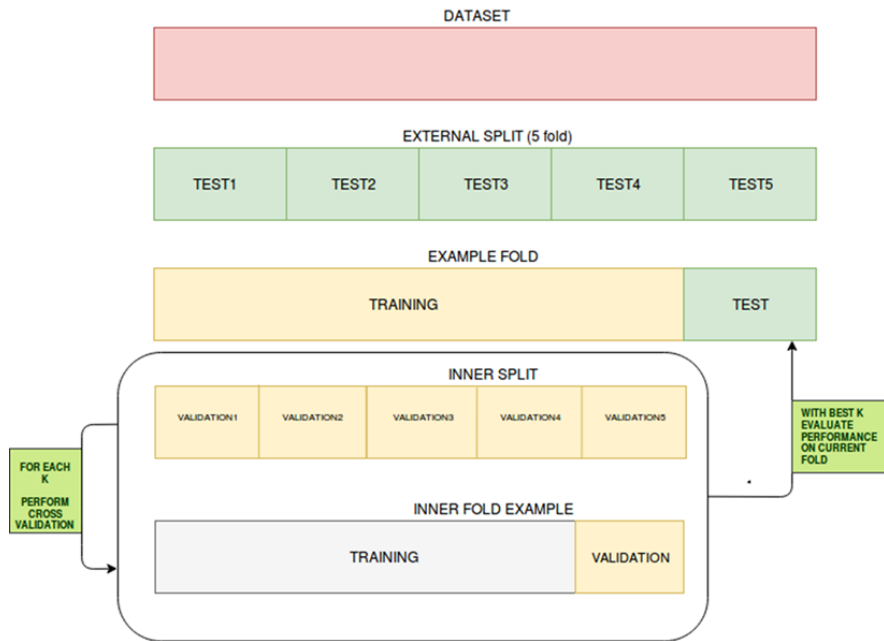 DATASET
EXTERNAL SPLIT (5 fold)
TEST1 TEST2 TEST3 TEST4 TEST5
EXAMPLE FOLD
TRAINING TEST
INNER SPLIT
VALIDATION1 VALIDATION2 VALIDATION3 VALIDATION4 VALIDATION5
WITH BEST K
EVALUATE
PERFORMANCE
ON CURRENT
FOLD
FOR EACH
K
PERFORM
CROSS
VALIDATION
INNER FOLD EXAMPLE
TRAINING VALIDATION